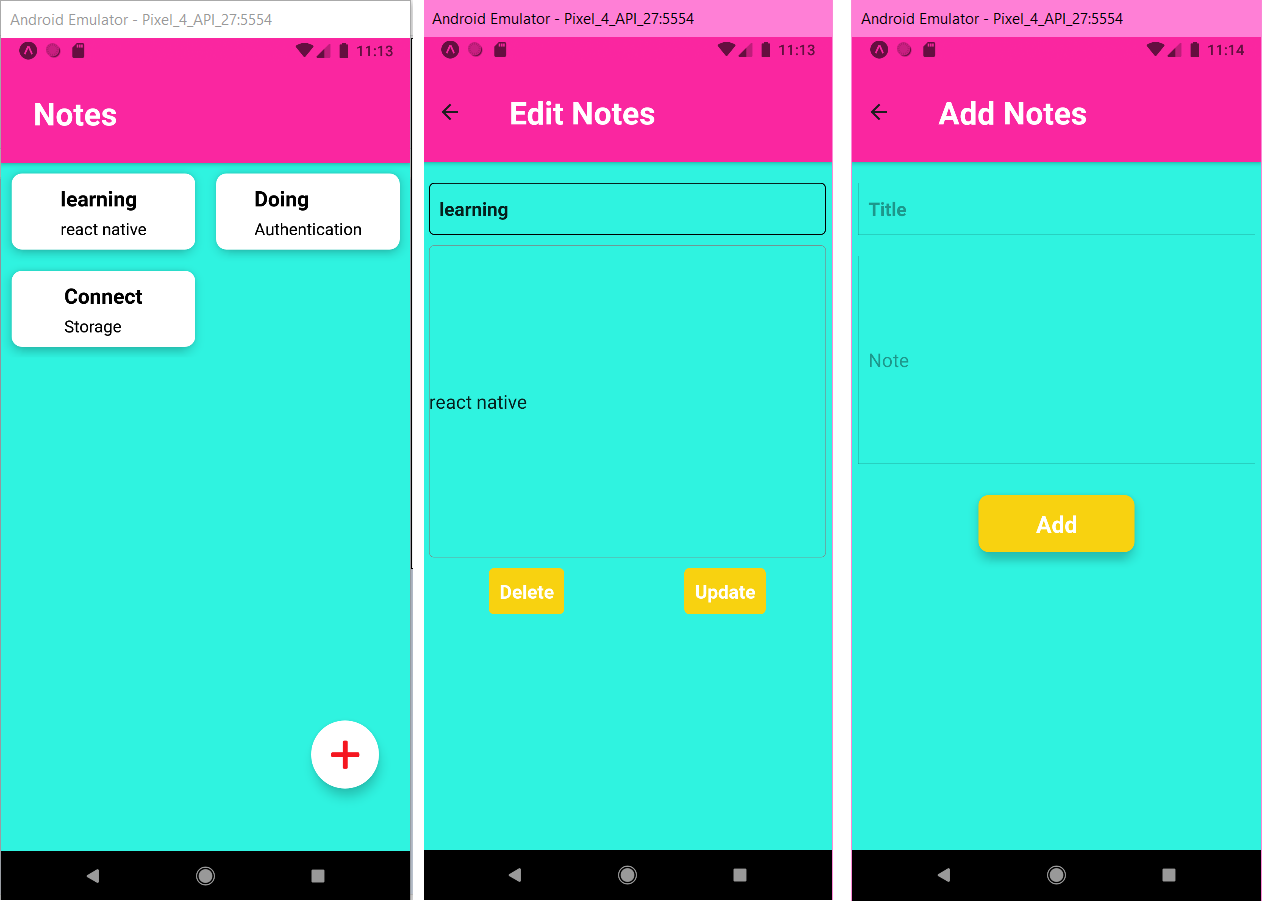 Android Emulator - Pixel_4_API_27:5554
11:13
Notes
learning
react native
Doing
Authentication
Connect
Storage
Android Emulator - Pixel_4_API_27:5554
11:13
Edit Notes
learning
react native
Delete
Update
Android Emulator - Pixel_4_API_27:5554
11:14
Add Notes
Title
Note
Add